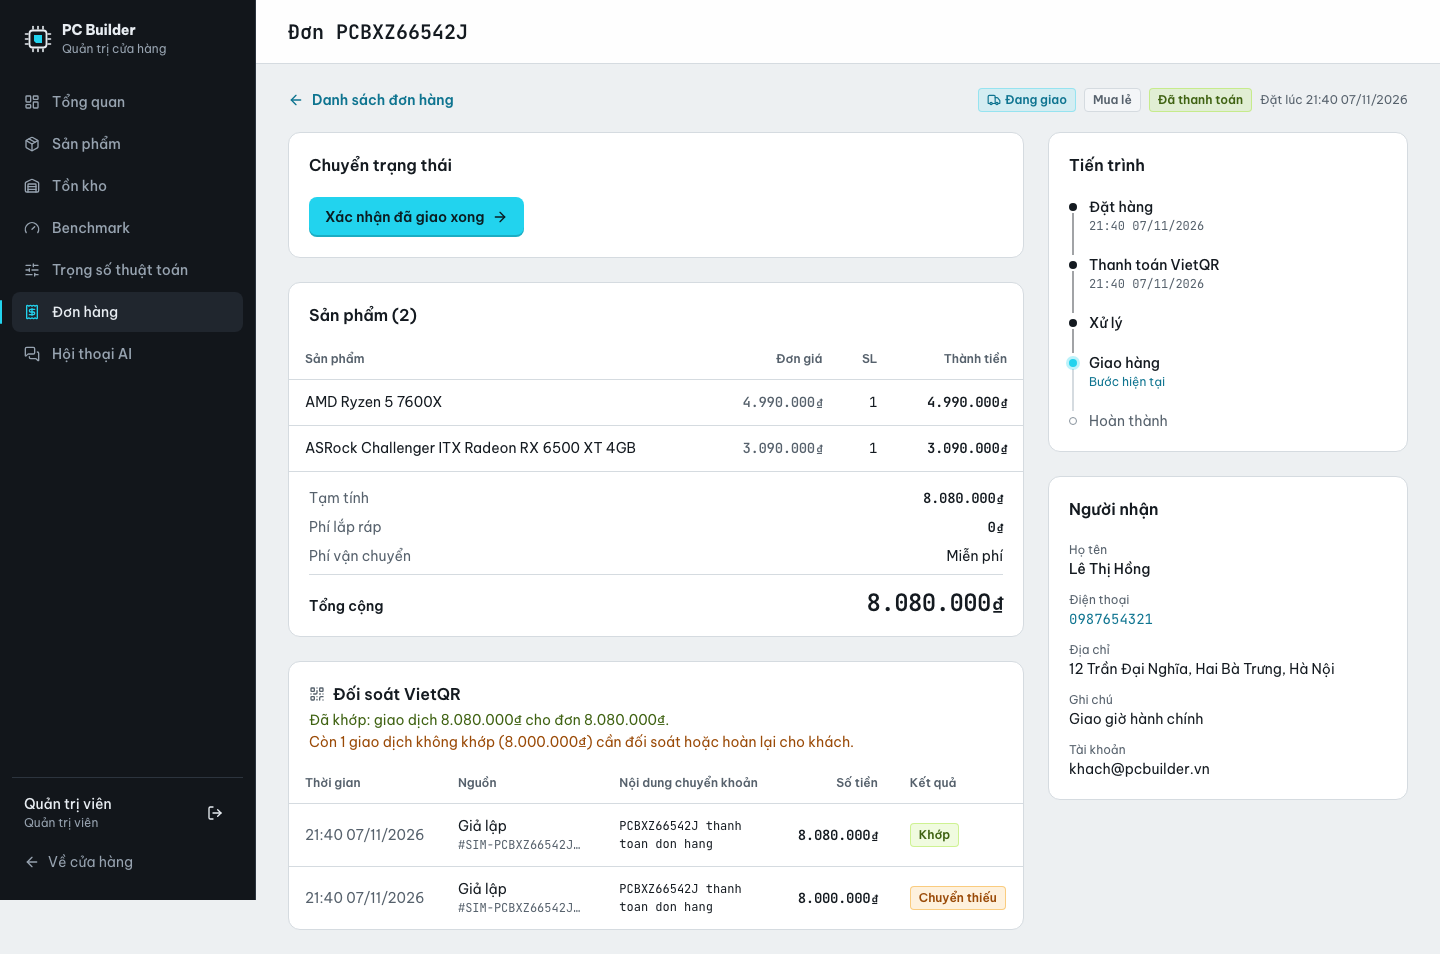 PC Builder
Quản trị cửa hàng
Tổng quan
Sản phẩm
Tồn kho
Benchmark
Trọng số thuật toán
Đơn hàng
Hội thoại AI
Quản trị viên
Quản trị viên
Về cửa hàng
Đơn PCBXZ66542J
Danh sách đơn hàng
Đang giao
Mua lẻ
Đã thanh toán
Đặt lúc 21:40 07/11/2026
Chuyển trạng thái
Xác nhận đã giao xong
Sản phẩm (2)
Sản phẩm Đơn giá SL Thành tiền
AMD Ryzen 5 7600X 4.990.000₫ 1 4.990.000₫
ASRock Challenger ITX Radeon RX 6500 XT 4GB 3.090.000₫ 1 3.090.000₫
Tạm tính 8.080.000₫
Phí lắp ráp 0₫
Phí vận chuyển Miễn phí
Tổng cộng 8.080.000₫
Đối soát VietQR
Đã khớp: giao dịch 8.080.000₫ cho đơn 8.080.000₫.
Còn 1 giao dịch không khớp (8.000.000₫) cần đối soát hoặc hoàn lại cho khách.
Thời gian Nguồn Nội dung chuyển khoản Số tiền Kết quả
21:40 07/11/2026 Giả lập PCBXZ66542J thanh 8.080.000₫ Khớp
#SIM-PCBXZ66542J… toan don hang
21:40 07/11/2026 Giả lập PCBXZ66542J thanh 8.000.000₫ Chuyển thiếu
#SIM-PCBXZ66542J… toan don hang
Tiến trình
Đặt hàng
21:40 07/11/2026
Thanh toán VietQR
21:40 07/11/2026
Xử lý
Giao hàng
Bước hiện tại
Hoàn thành
Người nhận
Họ tên
Lê Thị Hồng
Điện thoại
0987654321
Địa chỉ
12 Trần Đại Nghĩa, Hai Bà Trưng, Hà Nội
Ghi chú
Giao giờ hành chính
Tài khoản
khach@pcbuilder.vn